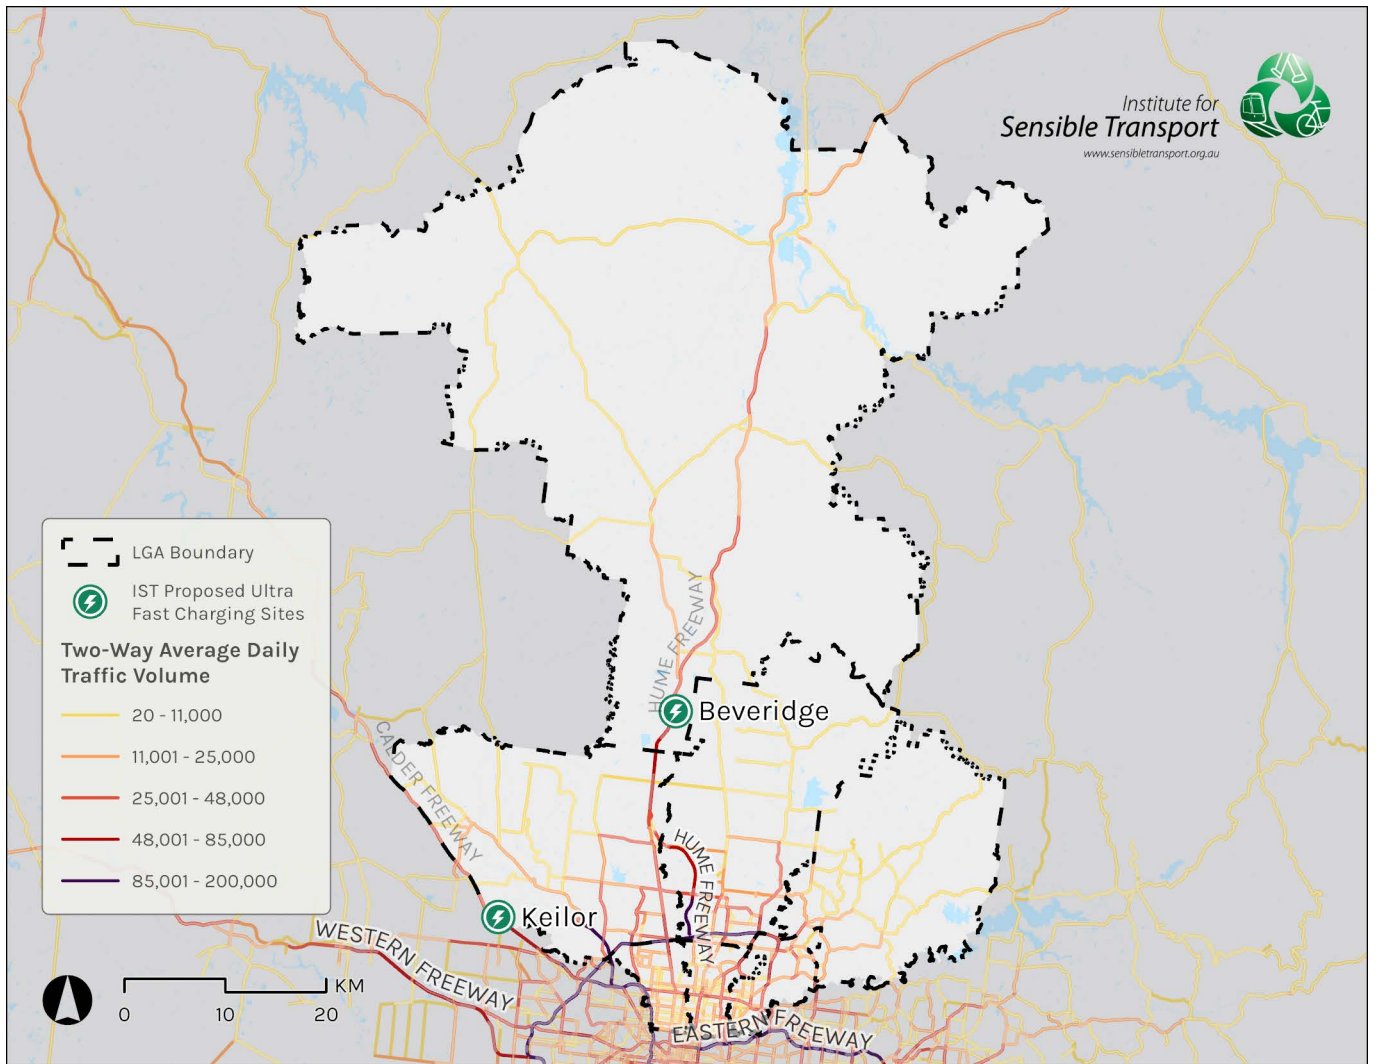 Institute for
Sensible Transport
www.sensibletransport.org.au
HUME FREEWAY
Beveridge
CALDER FREEWAY
HUME FREEWAY
Keilor
WESTERN FREEWAY
EASTERN FREEWAY
LGA Boundary
IST Proposed Ultra
Fast Charging Sites
Two-Way Average Daily
Traffic Volume
20 - 11,000
11,001 - 25,000
25,001 - 48,000
48,001 - 85,000
85,001 - 200,000
KM
0 10 20